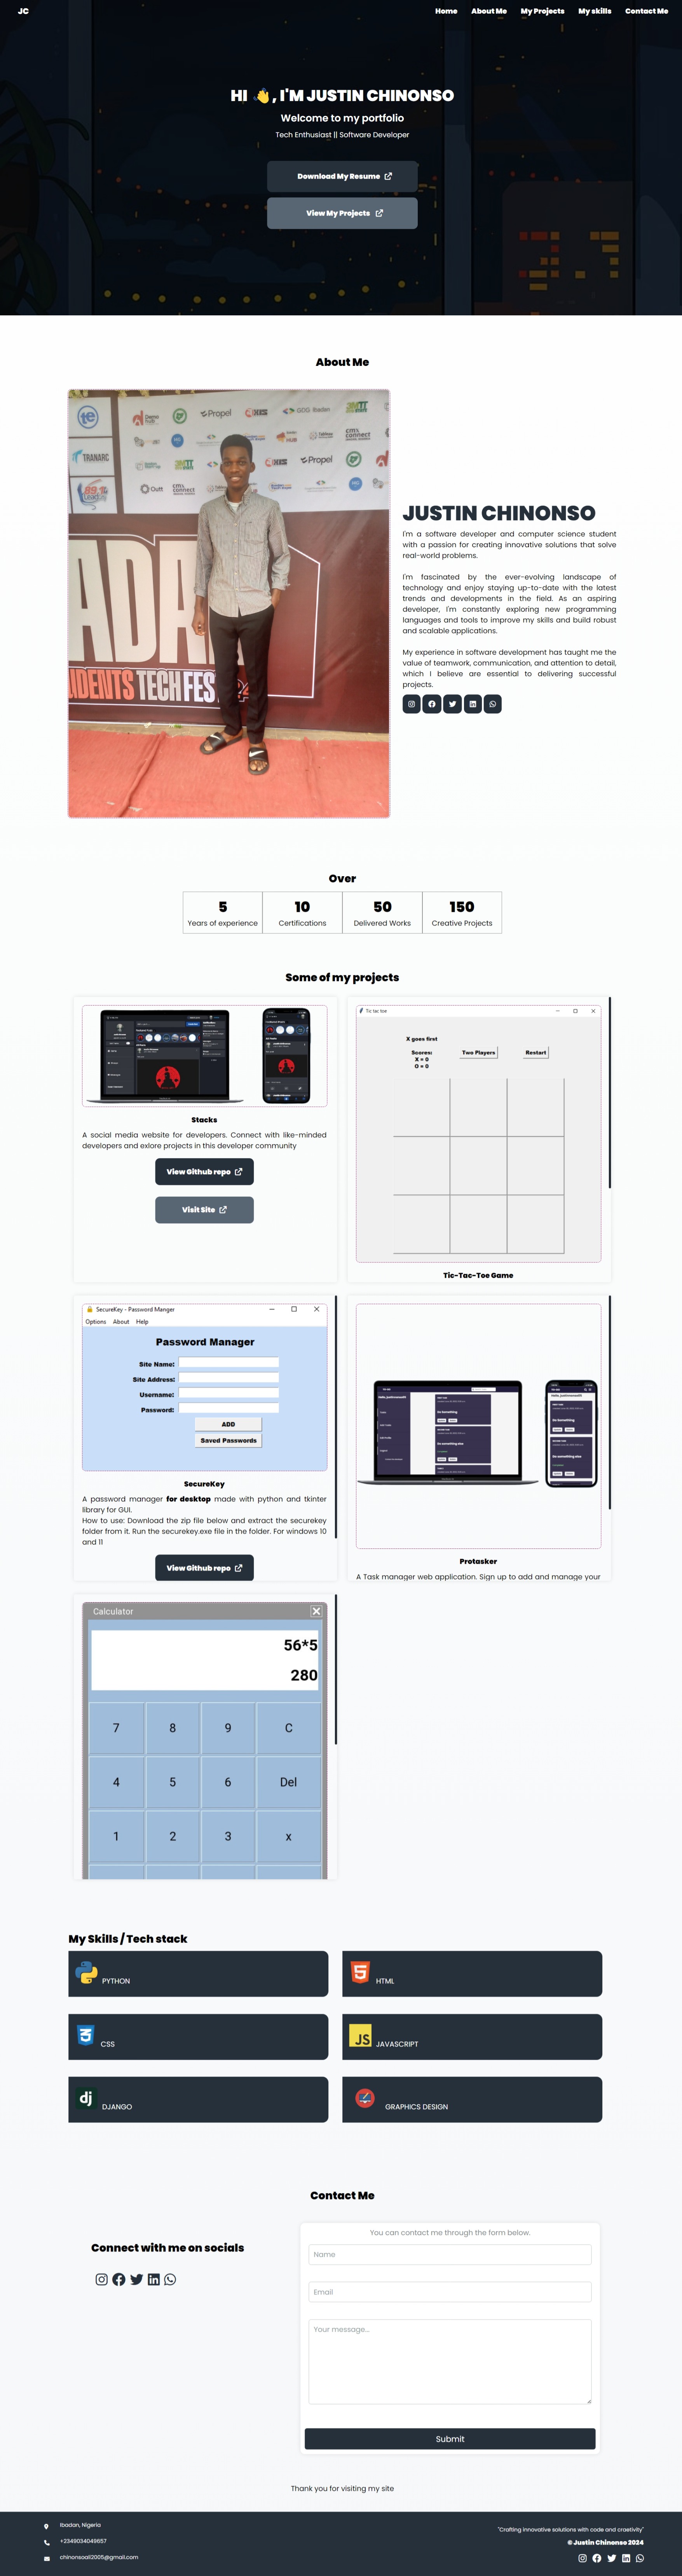 JC
Home About Me My Projects My skills Contact Me
HI 👋, I'M JUSTIN CHINONSO
Welcome to my portfolio
Tech Enthusiast || Software Developer
Download My Resume
View My Projects
About Me
te
Propel
GDG Ibadan
TRANARC
Propel
JUSTIN CHINONSO
I'm a software developer and computer science student
with a passion for creating innovative solutions that solve
real-world problems.
I'm fascinated by the ever-evolving landscape of
technology and enjoy staying up-to-date with the latest
trends and developments in the field. As an aspiring
developer, I'm constantly exploring new programming
languages and tools to improve my skills and build robust
and scalable applications.
My experience in software development has taught me the
value of teamwork, communication, and attention to detail,
which I believe are essential to delivering successful
projects.
Over
5 10 50 150
Years of experience Certifications Delivered Works Creative Projects
Some of my projects
Stacks
A social media website for developers. Connect with like-minded
developers and exlore projects in this developer community
View Github repo
Visit Site
Tic tac toe
X goes first
Scores:
X = 0
O = 0
Two Players
Restart
Tic-Tac-Toe Game
SecureKey - Password Manger
Options About Help
Password Manager
Site Name:
Site Address:
Username:
Password:
ADD
Saved Passwords
SecureKey
A password manager for desktop made with python and tkinter
library for GUI.
How to use: Download the zip file below and extract the securekey
folder from it. Run the securekey.exe file in the folder. For windows 10
and 11
View Github repo
Protasker
A Task manager web application. Sign up to add and manage your
Calculator
56*5
280
7 8 9 C
4 5 6 Del
1 2 3 x
My Skills / Tech stack
PYTHON
HTML
CSS
JS JAVASCRIPT
dj DJANGO
GRAPHICS DESIGN
Contact Me
Connect with me on socials
You can contact me through the form below.
Name
Email
Your message...
Submit
Thank you for visiting my site
Ibadan, Nigeria
+2349034049657
chinonsoali2005@gmail.com
"Crafting innovative solutions with code and craetivity"
© Justin Chinonso 2024